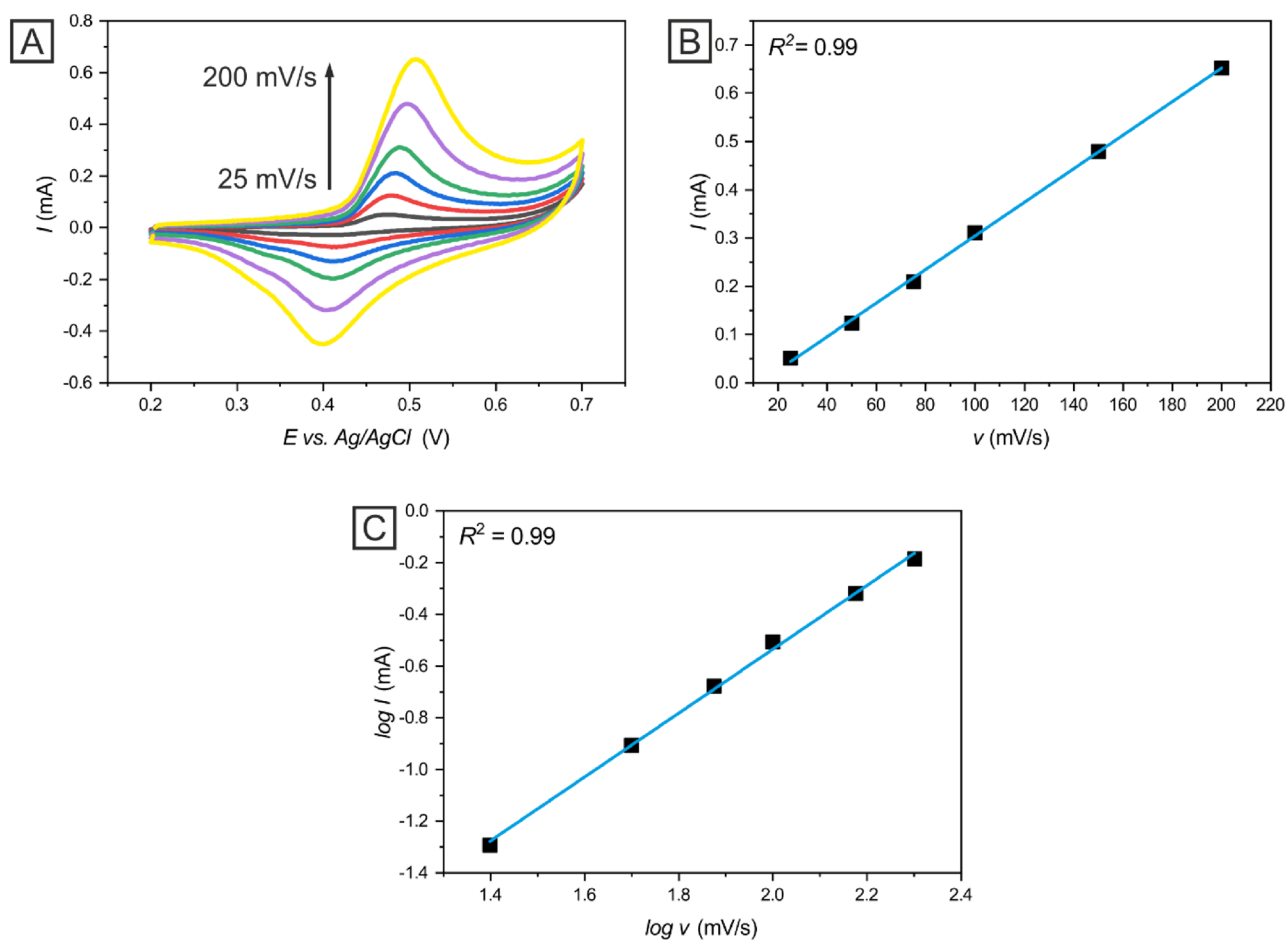 A
0.8
0.6
0.4
0.2
0.0
-0.2
-0.4
-0.6
I (mA)
200 mV/s
25 mV/s
0.2 0.3 0.4 0.5 0.6 0.7
E vs. Ag/AgCl (V)
B
R²= 0.99
0.7
0.6
0.5
0.4
0.3
0.2
0.1
0.0
I (mA)
20 40 60 80 100 120 140 160 180 200 220
v (mV/s)
C
R² = 0.99
0.0
-0.2
-0.4
-0.6
-0.8
-1.0
-1.2
-1.4
log I (mA)
1.4 1.6 1.8 2.0 2.2 2.4
log v (mV/s)